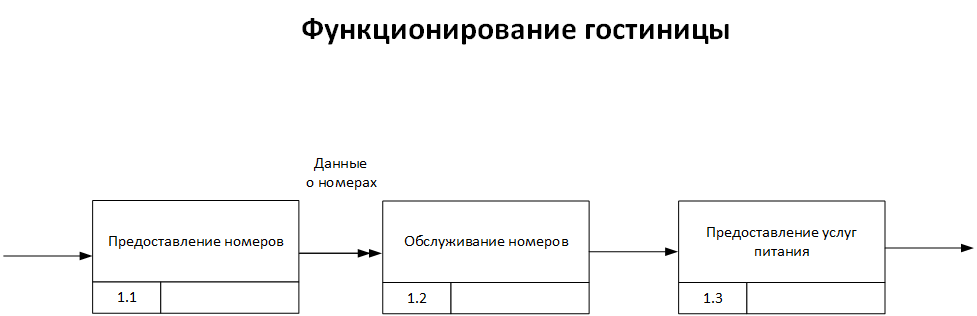 Функционирование гостиницы
Данные
о номерах
Предоставление номеров
Обслуживание номеров
Предоставление услуг
питания
1.1
1.2
1.3